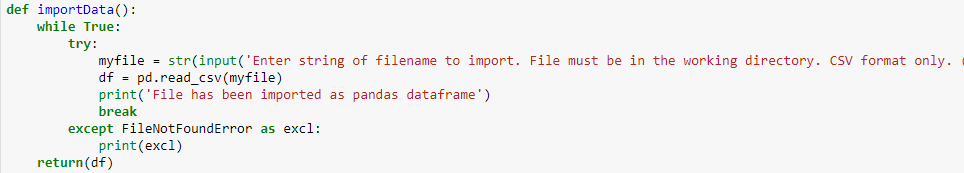 def importData():
    while True:
        try:
            myfile = str(input('Enter string of filename to import. File must be in the working directory. CSV format only. (
            df = pd.read_csv(myfile)
            print('File has been imported as pandas dataframe')
            break
        except FileNotFoundError as excl:
            print(excl)
    return(df)